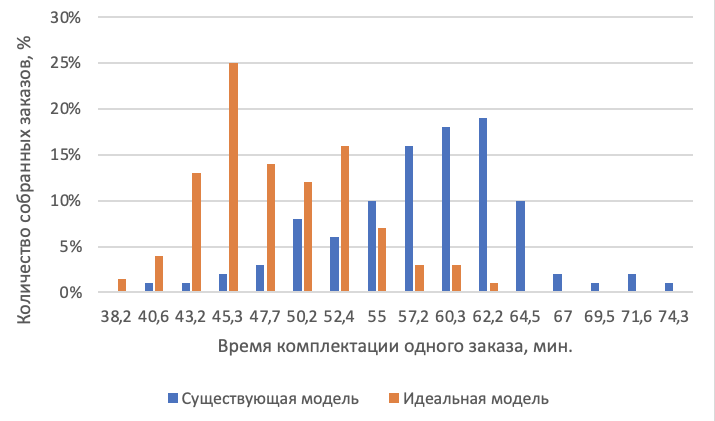 Количество собранных заказов, %
30%
25%
20%
15%
10%
5%
0%
38,2 40,6 43,2 45,3 47,7 50,2 52,4 55 57,2 60,3 62,2 64,5 67 69,5 71,6 74,3
Время комплектации одного заказа, мин.
Существующая модель Идеальная модель